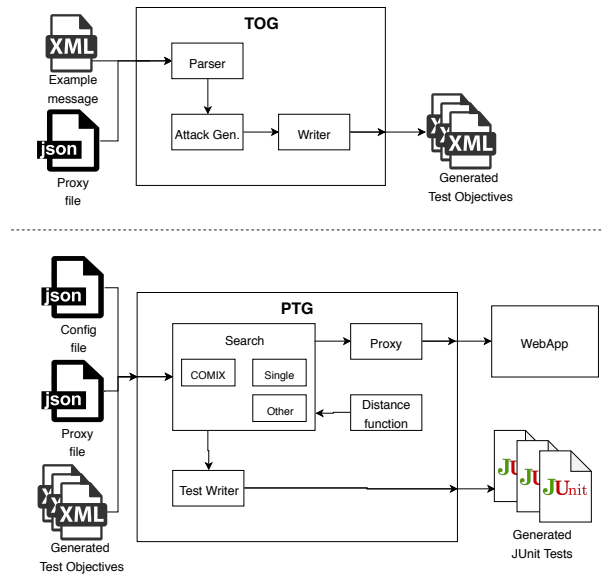 TOG
XML
Example
message
Parser
json
Proxy
file
Attack Gen.
Writer
XML
Generated
Test Objectives
PTG
json
Config
file
Search
COMIX
Single
Other
Proxy
WebApp
json
Proxy
file
Distance
function
XML
Generated
Test Objectives
Test Writer
JU
JU
JUnit
Generated
JUnit Tests